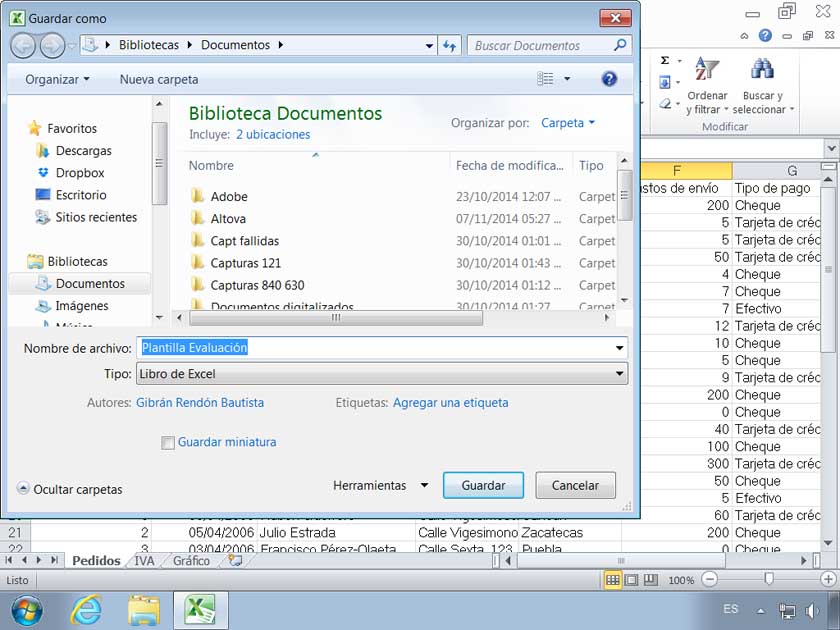 Guardar como
Bibliotecas Documentos
Buscar Documentos
Organizar Nueva carpeta
Favoritos
Descargas
Dropbox
Escritorio
Sitios recientes
Bibliotecas
Documentos
Imágenes
Música
Biblioteca Documentos
Incluye: 2 ubicaciones
Organizar por: Carpeta
Nombre Fecha de modifica... Tipo
Adobe 23/10/2014 12:07 ... Carpet
Altova 07/11/2014 05:27 ... Carpet
Capt fallidas 30/10/2014 01:01 ... Carpet
Capturas 121 30/10/2014 01:43 ... Carpet
Capturas 840 630 30/10/2014 01:12 ... Carpet
Documentos digitalizados 30/10/2014 01:27 Carpet
Nombre de archivo: Plantilla Evaluación
Tipo: Libro de Excel
Autores: Gibrán Rendón Bautista Etiquetas: Agregar una etiqueta
Guardar miniatura
Ocultar carpetas
Herramientas Guardar Cancelar
Σ
Ordenar y filtrar
Buscar y seleccionar
Modificar
F G
stos de envío Tipo de pago
200 Cheque
5 Tarjeta de créc
5 Tarjeta de créc
50 Tarjeta de créc
4 Cheque
7 Cheque
7 Efectivo
12 Tarjeta de créc
10 Cheque
5 Cheque
9 Tarjeta de créc
200 Cheque
0 Cheque
40 Tarjeta de créc
100 Cheque
300 Tarjeta de créc
50 Cheque
5 Efectivo
60 Tarjeta de créc
21 2 05/04/2006 Julio Estrada Calle Vigesimono Zacatecas 200 Cheque
22 3 03/04/2006 Francisco Pérez-Olaeta Calle Sexta, 123 Puebla 0 Cheque
Pedidos IVA Gráfico
Listo 100%
ES